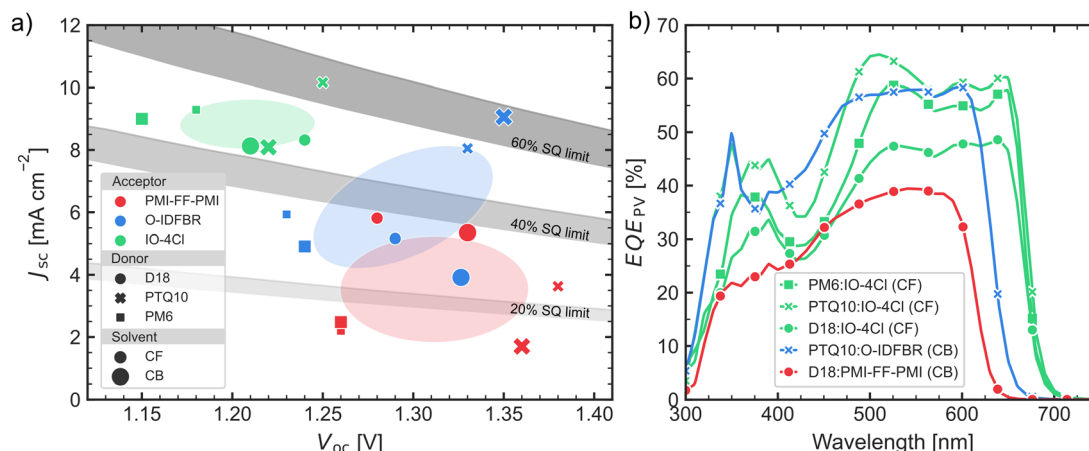 a)
12
10
8
6
4
2
0
J_sc [mA cm⁻²]
60% SQ limit
40% SQ limit
20% SQ limit
Acceptor
PMI-FF-PMI
O-IDFBR
IO-4Cl
Donor
D18
PTQ10
PM6
Solvent
CF
CB
1.15 1.20 1.25 1.30 1.35 1.40
V_oc [V]
b)
70
60
50
40
30
20
10
0
EQE_PV [%]
PM6:IO-4Cl (CF)
PTQ10:IO-4Cl (CF)
D18:IO-4Cl (CF)
PTQ10:O-IDFBR (CB)
D18:PMI-FF-PMI (CB)
300 400 500 600 700
Wavelength [nm]